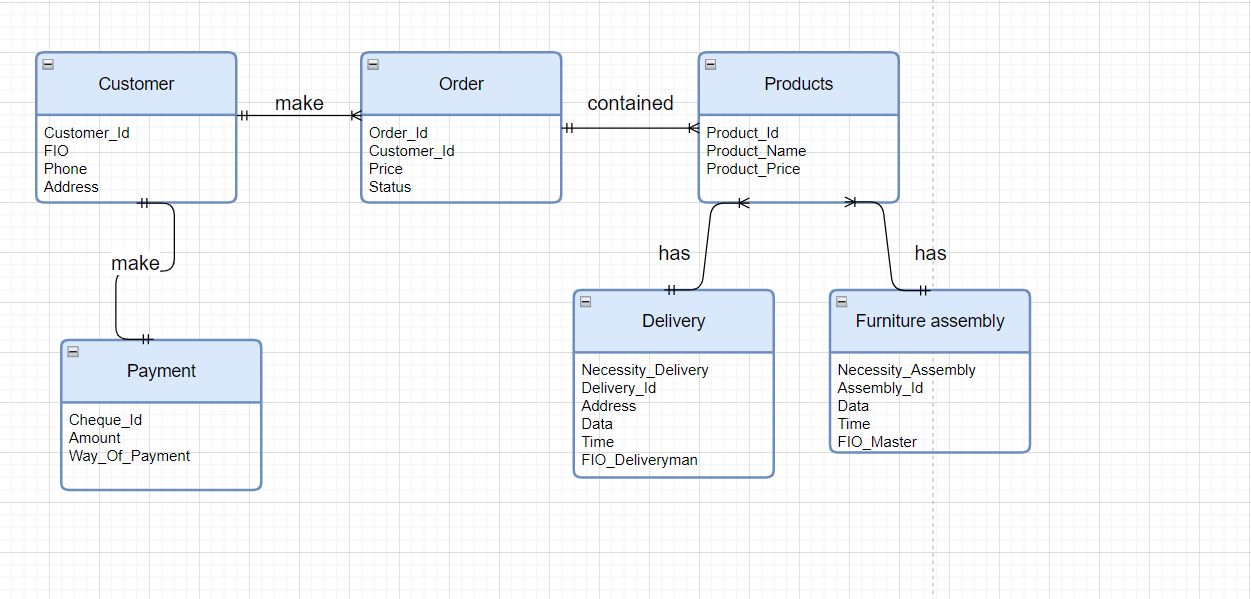 Customer
Customer_Id
FIO
Phone
Address
make
Order
Order_Id
Customer_Id
Price
Status
contained
Products
Product_Id
Product_Name
Product_Price
make
has
has
Payment
Cheque_Id
Amount
Way_Of_Payment
Delivery
Necessity_Delivery
Delivery_Id
Address
Data
Time
FIO_Deliveryman
Furniture assembly
Necessity_Assembly
Assembly_Id
Data
Time
FIO_Master